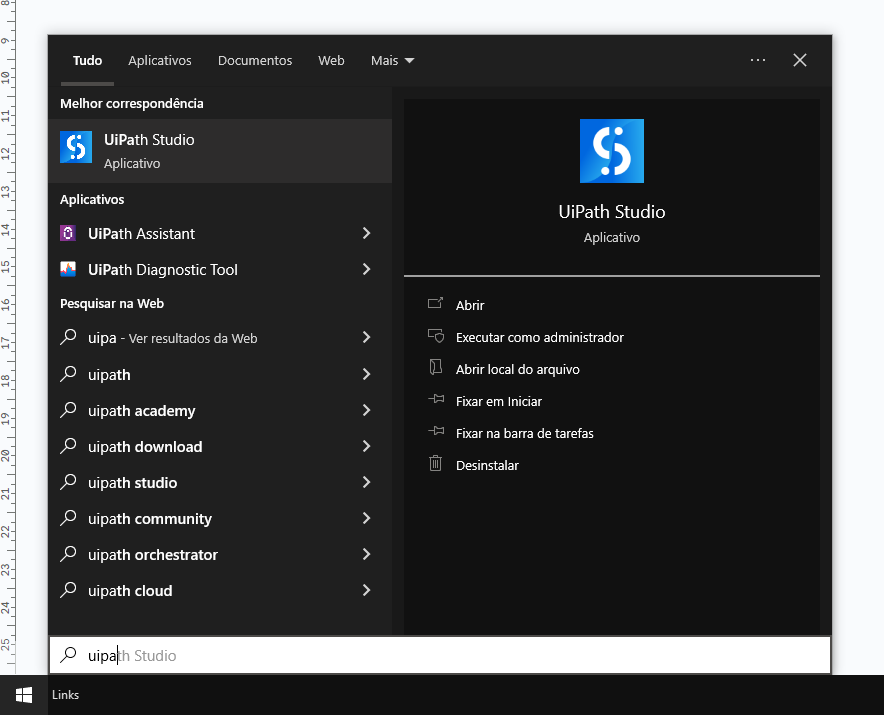 Tudo Aplicativos Documentos Web Mais ...
Melhor correspondência
UiPath Studio
Aplicativo
Aplicativos
UiPath Assistant
UiPath Diagnostic Tool
Pesquisar na Web
uipa - Ver resultados da Web
uipath
uipath academy
uipath download
uipath studio
uipath community
uipath orchestrator
uipath cloud
UiPath Studio
Aplicativo
Abrir
Executar como administrador
Abrir local do arquivo
Fixar em Iniciar
Fixar na barra de tarefas
Desinstalar
uipath Studio
Links
8
9
10
11
12
13
14
15
16
17
18
19
20
21
22
23
24
25